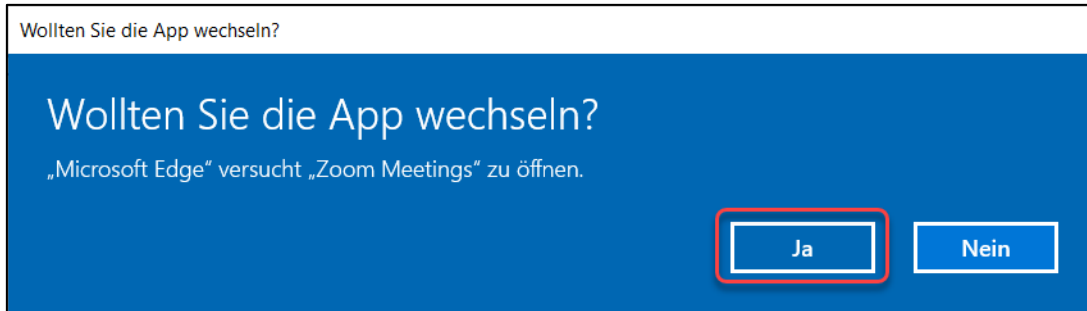 Wollten Sie die App wechseln?
Wollten Sie die App wechseln?
„Microsoft Edge“ versucht „Zoom Meetings“ zu öffnen.
Ja Nein